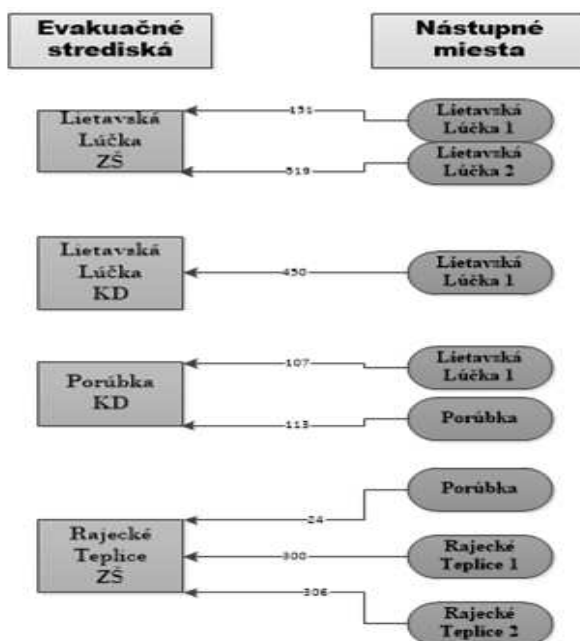 Evakuačné
strediská
Nástupné
miesta
Lietavská
Lúčka
ZŠ
131
519
Lietavská
Lúčka 1
Lietavská
Lúčka 2
Lietavská
Lúčka
KD
450
Lietavská
Lúčka 1
Porúbka
KD
107
113
Lietavská
Lúčka 1
Porúbka
Rajecké
Teplice
ZŠ
24
300
306
Porúbka
Rajecké
Teplice 1
Rajecké
Teplice 2